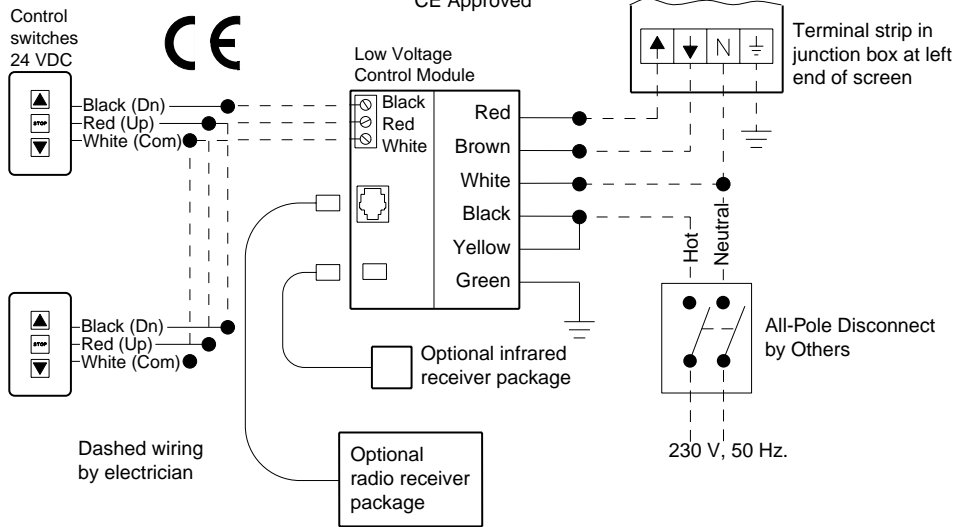 CE Approved
Control
switches
24 VDC
CE
Low Voltage
Control Module
Terminal strip in
junction box at left
end of screen
N
Black (Dn)
STOP
Red (Up)
White (Com)
Black
Red
White
Red
Brown
White
Black
Yellow
Green
Hot
Neutral
All-Pole Disconnect
by Others
230 V, 50 Hz.
Black (Dn)
STOP
Red (Up)
White (Com)
Optional infrared
receiver package
Dashed wiring
by electrician
Optional
radio receiver
package